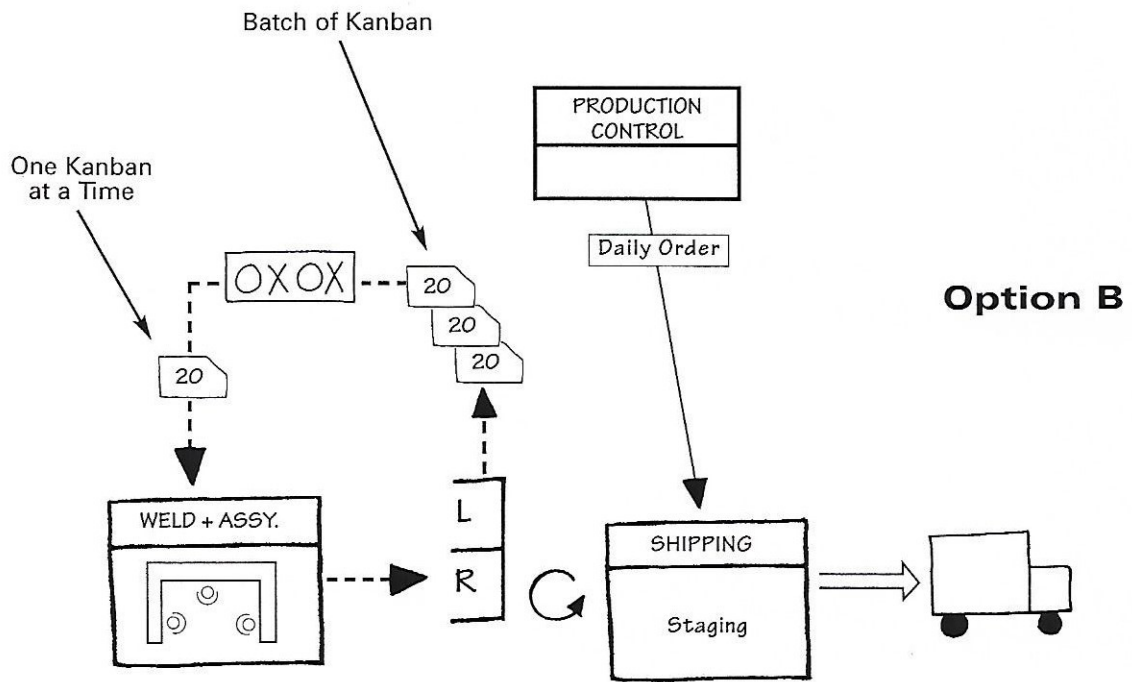 Batch of Kanban
PRODUCTION
CONTROL
One Kanban
at a Time
Daily Order
OXOX
20
20
20
Option B
20
WELD + ASSY.
L
R
SHIPPING
Staging